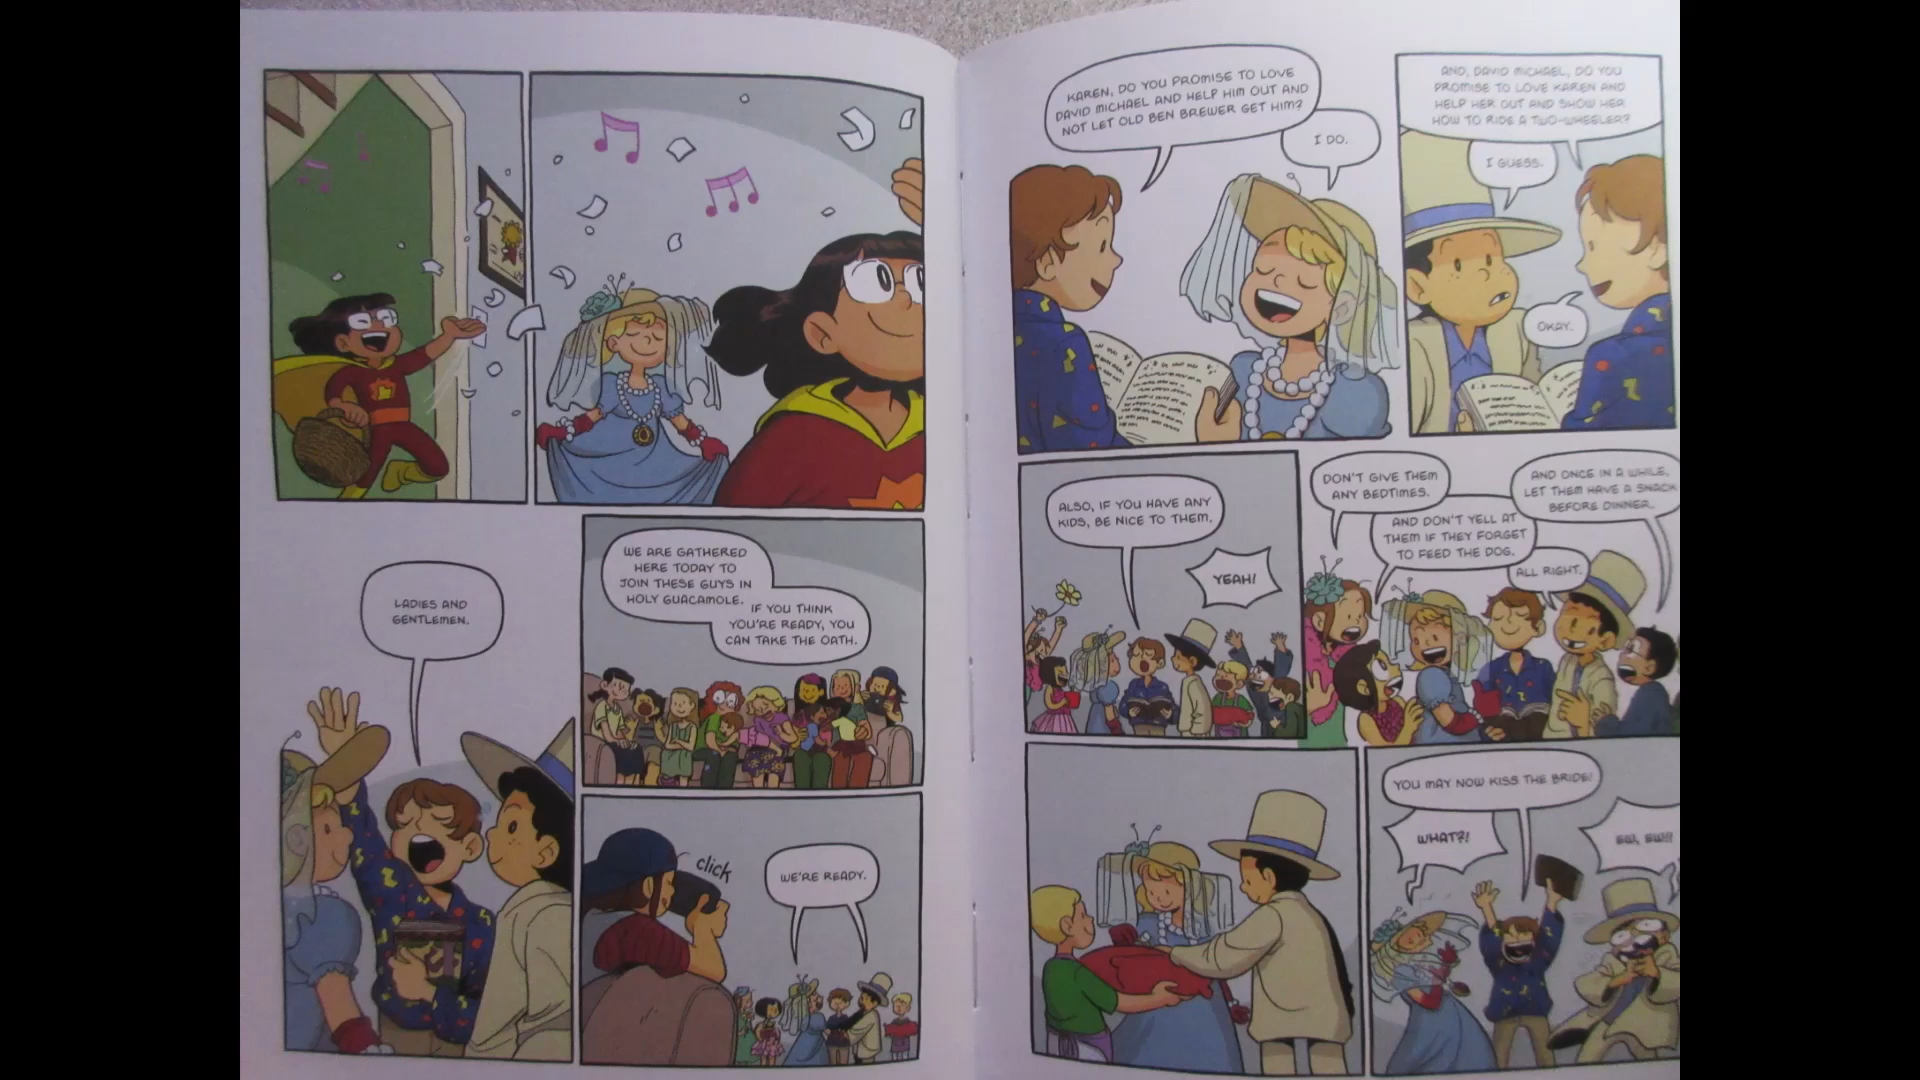 LADIES AND
GENTLEMEN.
WE ARE GATHERED
HERE TODAY TO
JOIN THESE GUYS IN
HOLY GUACAMOLE.
IF YOU THINK
YOU'RE READY, YOU
CAN TAKE THE OATH.
click
WE'RE READY.
KAREN, DO YOU PROMISE TO LOVE
DAVID MICHAEL AND HELP HIM OUT AND
NOT LET OLD BEN BREWER GET HIM?
I DO.
AND, DAVID MICHAEL, DO YOU
PROMISE TO LOVE KAREN AND
HELP HER OUT AND SHOW HER
HOW TO RIDE A TWO-WHEELER?
I GUESS.
OKAY.
ALSO, IF YOU HAVE ANY
KIDS, BE NICE TO THEM.
YEAH!
DON'T GIVE THEM
ANY BEDTIMES.
AND DON'T YELL AT
THEM IF THEY FORGET
TO FEED THE DOG.
AND ONCE IN A WHILE,
LET THEM HAVE A SNACK
BEFORE DINNER.
ALL RIGHT.
YOU MAY NOW KISS THE BRIDE!
WHAT?!
EW, EW!!